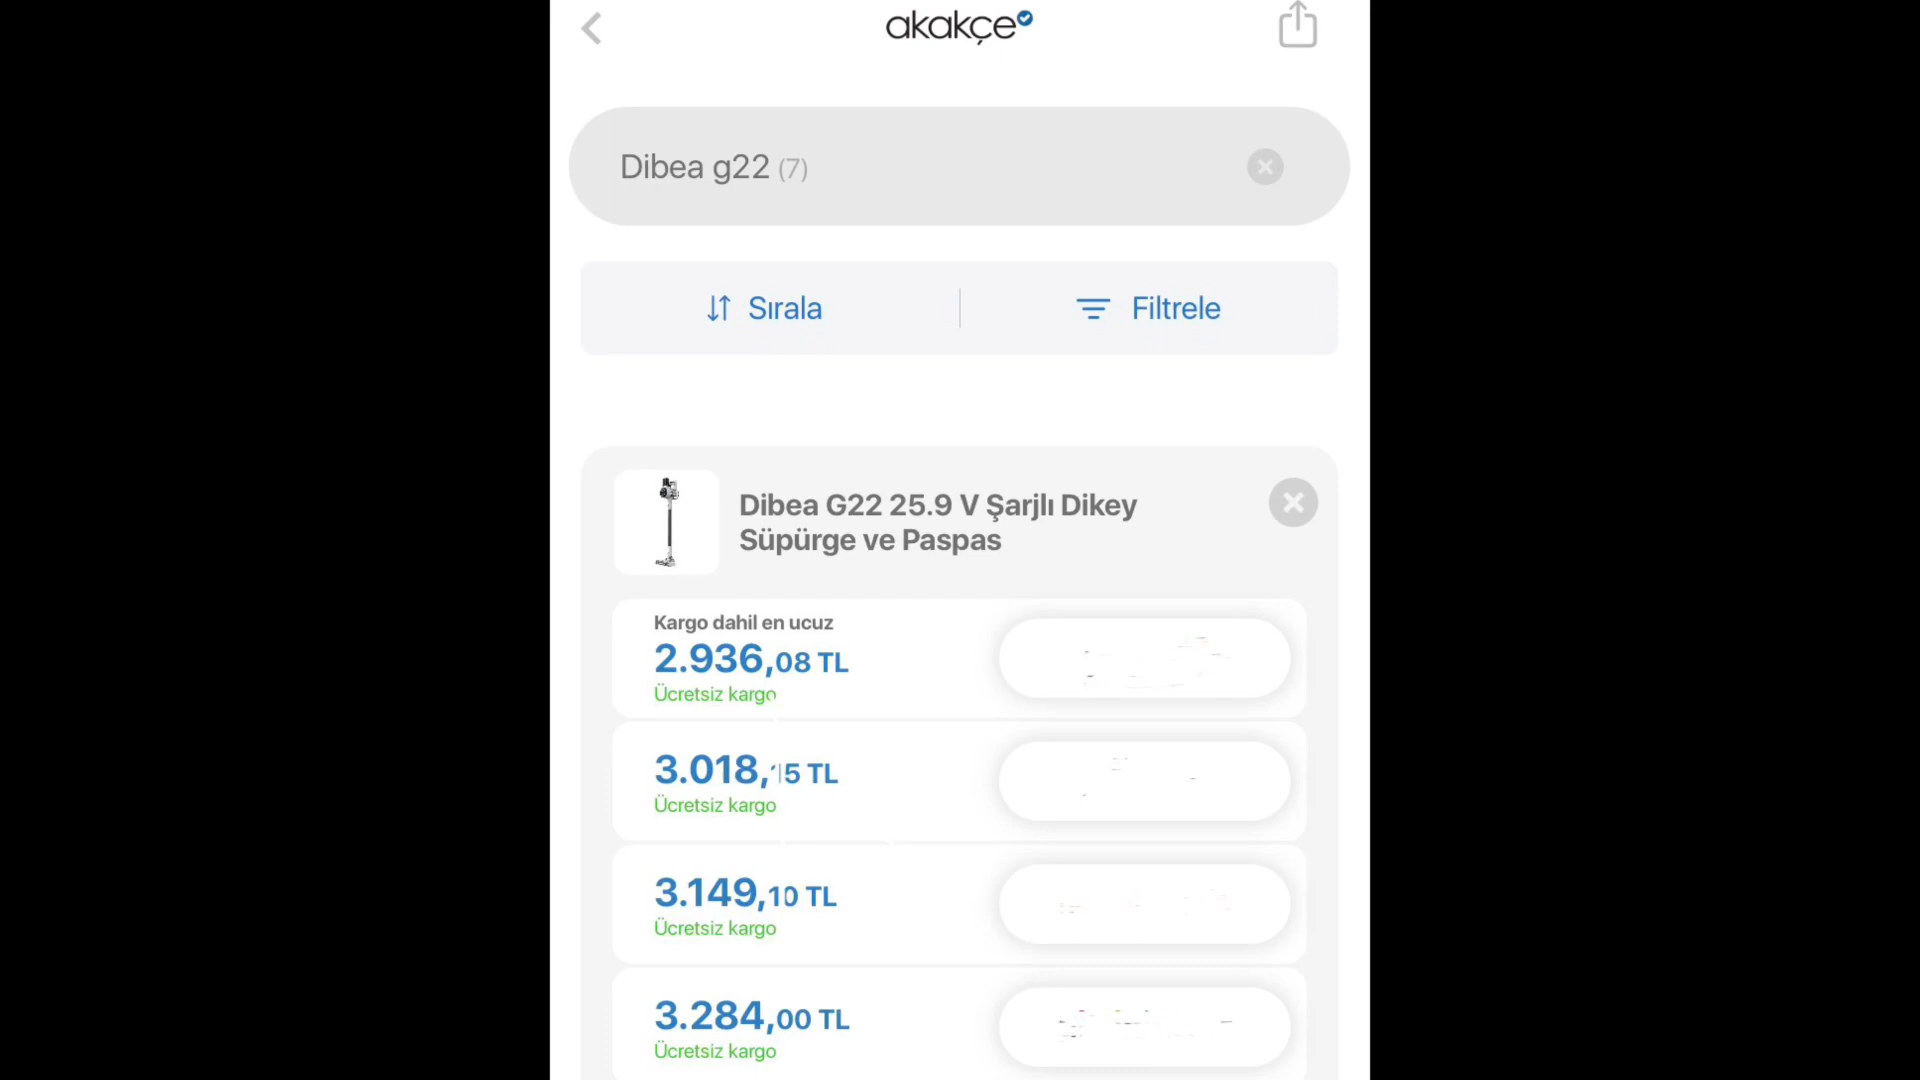 akakçe
Dibea g22 (7)
Sırala
Filtrele
Dibea G22 25.9 V Şarjlı Dikey
Süpürge ve Paspas
Kargo dahil en ucuz
2.936,08 TL
Ücretsiz kargo
3.018,15 TL
Ücretsiz kargo
3.149,10 TL
Ücretsiz kargo
3.284,00 TL
Ücretsiz kargo